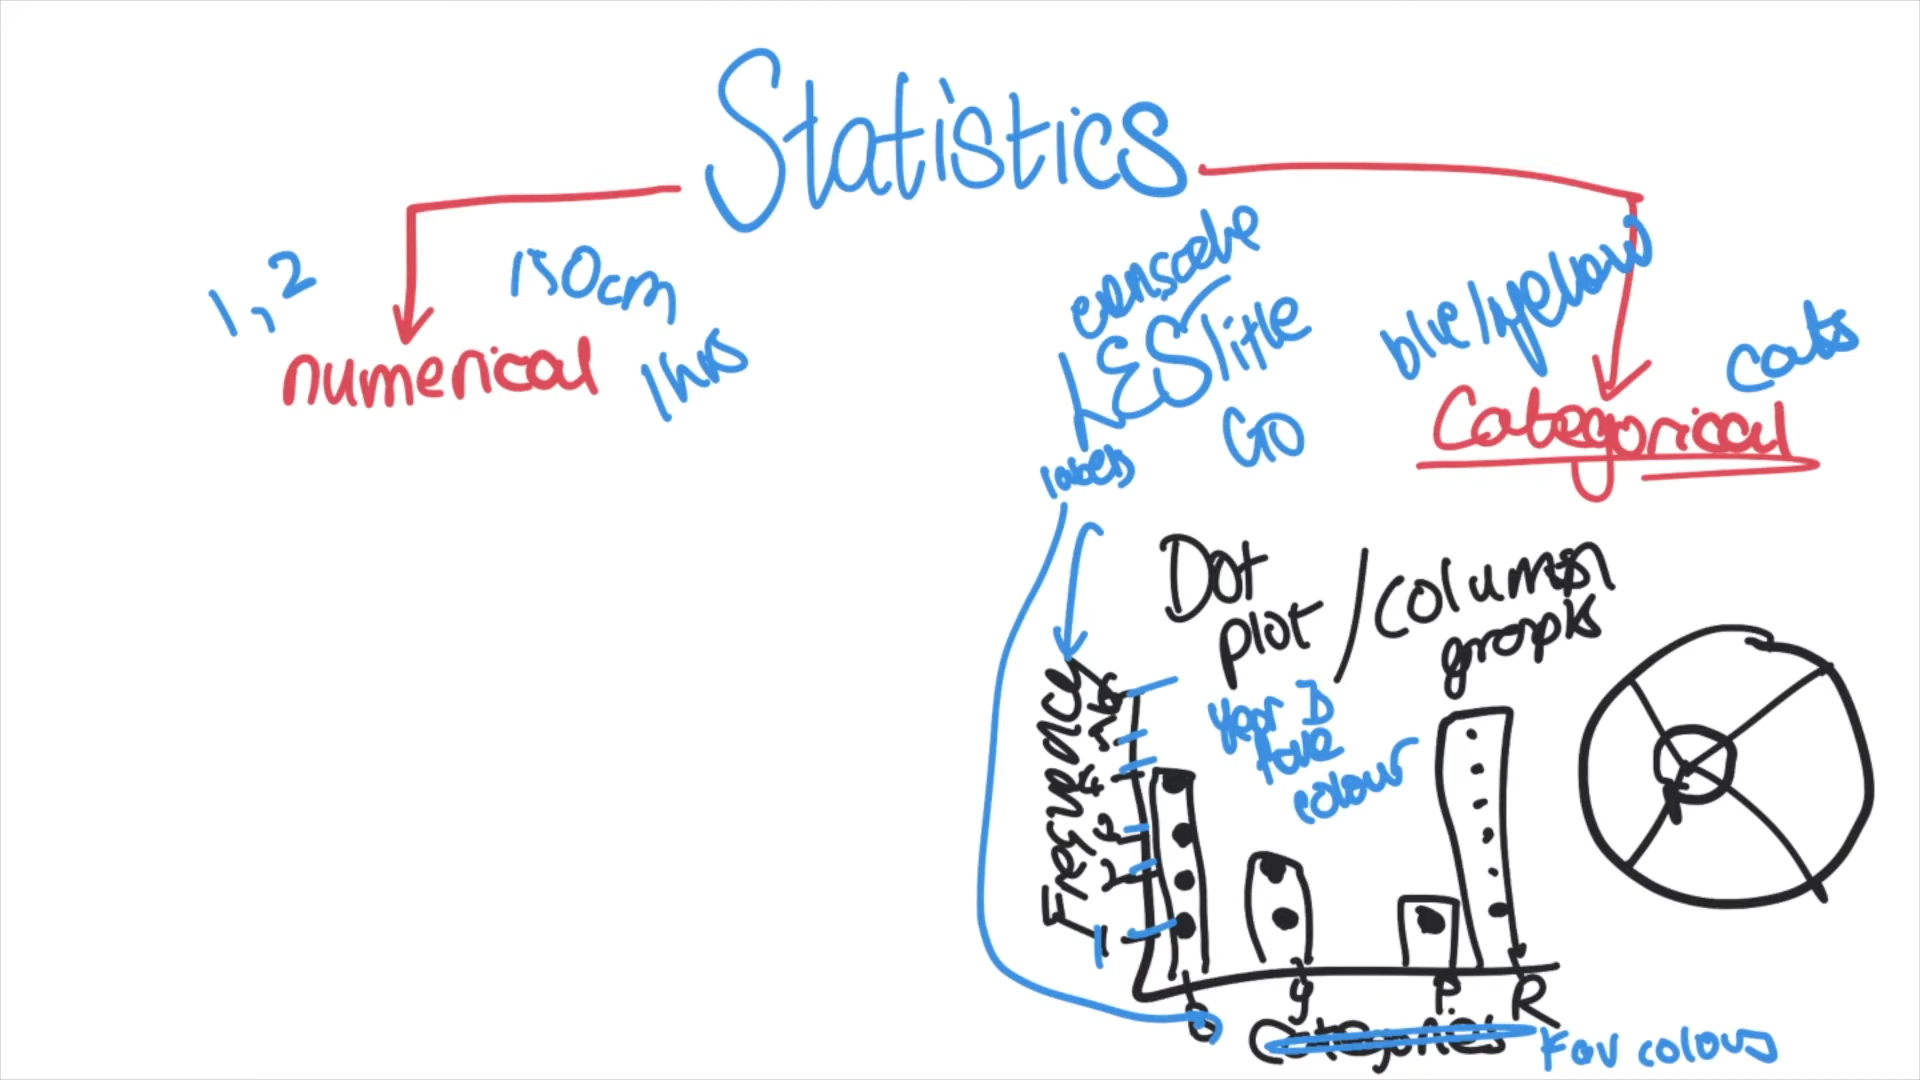 Statistics
1, 2
150cm
1hrs
numerical
LES
title
GO
labels
blue/yellow
cats
Categorical
Dot
plot
/
column
graphs
Frequency
6
5
4
3
2
1
year D
fave
colour
B
y
P
R
Categories
Fav colour